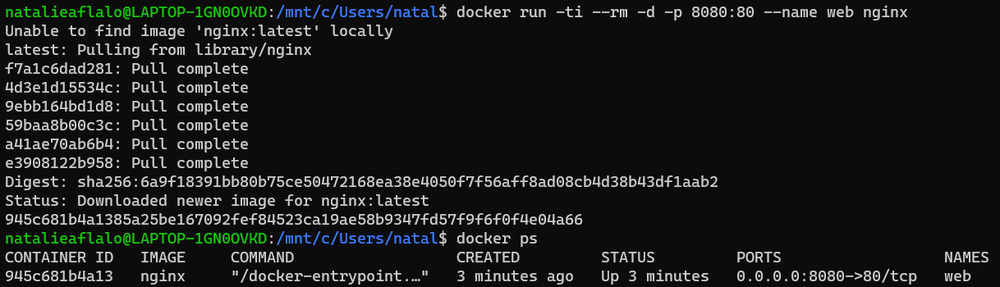 natalieaflalo@LAPTOP-1GN0OVKD:/mnt/c/Users/natal$ docker run -ti --rm -d -p 8080:80 --name web nginx
Unable to find image 'nginx:latest' locally
latest: Pulling from library/nginx
f7a1c6dad281: Pull complete
4d3e1d15534c: Pull complete
9ebb164bd1d8: Pull complete
59baa8b00c3c: Pull complete
a41ae70ab6b4: Pull complete
e3908122b958: Pull complete
Digest: sha256:6a9f18391bb80b75ce50472168ea38e4050f7f56aff8ad08cb4d38b43df1aab2
Status: Downloaded newer image for nginx:latest
945c681b4a1385a25be167092fef84523ca19ae58b9347fd57f9f6f0f4e04a66
natalieaflalo@LAPTOP-1GN0OVKD:/mnt/c/Users/natal$ docker ps
CONTAINER ID   IMAGE     COMMAND                  CREATED         STATUS         PORTS                  NAMES
945c681b4a13   nginx     "/docker-entrypoint.…"   3 minutes ago   Up 3 minutes   0.0.0.0:8080->80/tcp   web